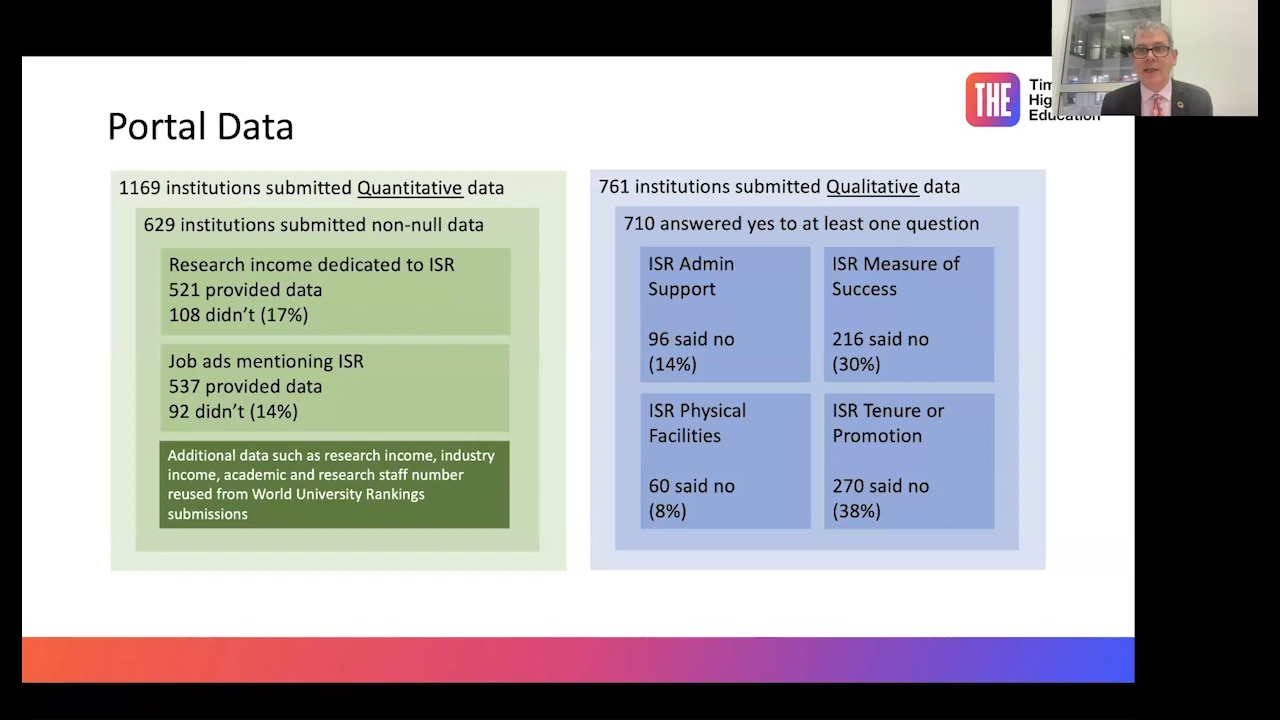 THE
Education
Portal Data
1169 institutions submitted Quantitative data
629 institutions submitted non-null data
Research income dedicated to ISR
521 provided data
108 didn't (17%)
Job ads mentioning ISR
537 provided data
92 didn't (14%)
Additional data such as research income, industry
income, academic and research staff number
reused from World University Rankings
submissions
761 institutions submitted Qualitative data
710 answered yes to at least one question
ISR Admin
Support
96 said no
(14%)
ISR Measure of
Success
216 said no
(30%)
ISR Physical
Facilities
60 said no
(8%)
ISR Tenure or
Promotion
270 said no
(38%)